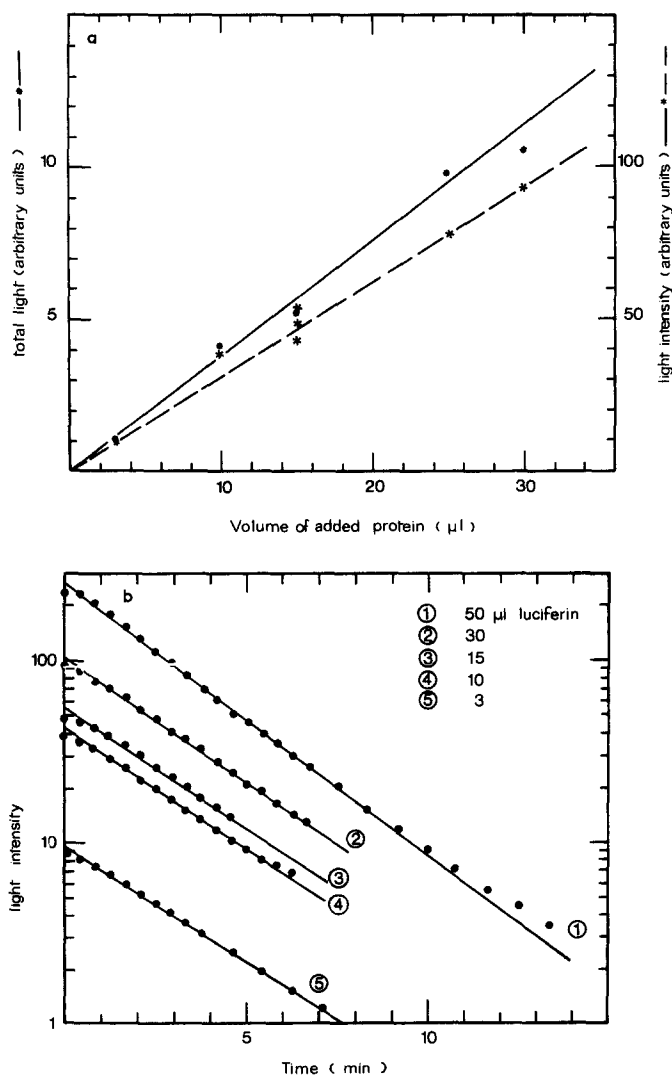 a
total light (arbitrary units)
light intensity (arbitrary units)
10
5
100
50
10
20
30
Volume of added protein (μl)
b
① 50 μl luciferin
② 30
③ 15
④ 10
⑤ 3
100
10
1
light intensity
②
③
④
⑤
①
5
10
Time (min)